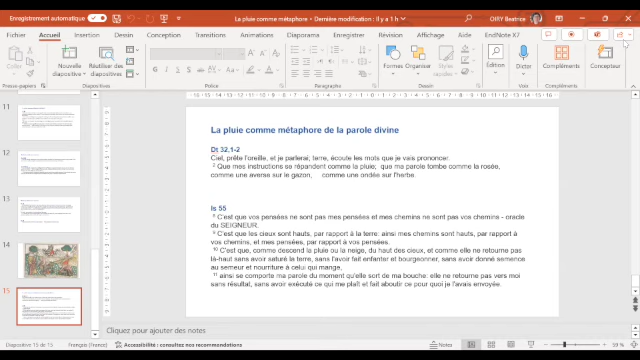 Enregistrement automatique
La pluie comme métaphore • Dernière modification : Il y a 1 h
OIRY Beatrice
Fichier Accueil Insertion Dessin Conception Transitions Animations Diaporama Enregistrer Révision Affichage Aide EndNote X7
Coller
Nouvelle diapositive
Réutiliser des diapositives
Formes
Organiser
Styles rapides
Édition
Dicter
Compléments
Concepteur
Presse-papiers
Diapositives
Police
Paragraphe
Dessin
Voix
Compléments
11
12
13
14
15
La pluie comme métaphore de la parole divine
Dt 32,1-2
Ciel, prête l'oreille, et je parlerai; terre, écoute les mots que je vais prononcer.
2 Que mes instructions se répandent comme la pluie; que ma parole tombe comme la rosée,
comme une averse sur le gazon, comme une ondée sur l'herbe.
Is 55
8 C'est que vos pensées ne sont pas mes pensées et mes chemins ne sont pas vos chemins - oracle
du SEIGNEUR.
9 C'est que les cieux sont hauts, par rapport à la terre: ainsi mes chemins sont hauts, par rapport à
vos chemins, et mes pensées, par rapport à vos pensées.
10 C'est que, comme descend la pluie ou la neige, du haut des cieux, et comme elle ne retourne pas
là-haut sans avoir saturé la terre, sans l'avoir fait enfanter et bourgeonner, sans avoir donné semence
au semeur et nourriture à celui qui mange,
11 ainsi se comporte ma parole du moment qu'elle sort de ma bouche: elle ne retourne pas vers moi
sans résultat, sans avoir exécuté ce qui me plaît et fait aboutir ce pour quoi je l'avais envoyée.
Cliquez pour ajouter des notes
Diapositive 15 de 15
Français (France)
Accessibilité : consultez nos recommandations
Notes
59 %